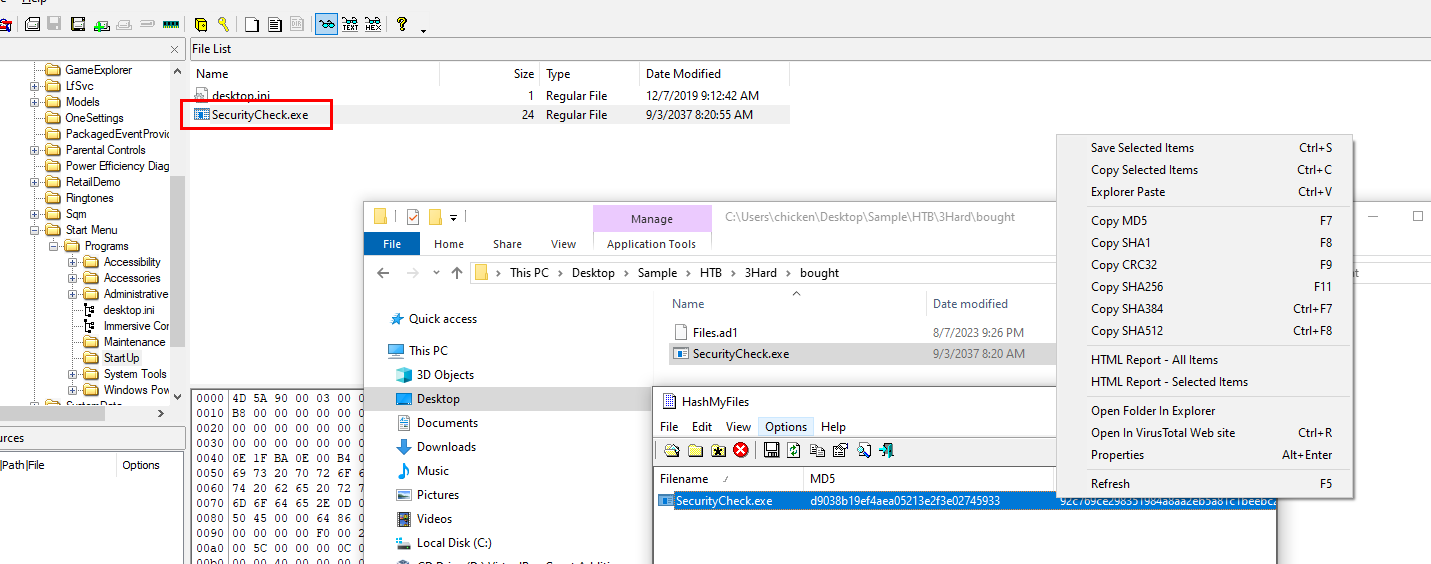 Help
TEXT HEX
File List
GameExplorer
LfSvc
Models
OneSettings
PackagedEventProvid
Parental Controls
Power Efficiency Diag
RetailDemo
Ringtones
Sqm
Start Menu
Programs
Accessibility
Accessories
Administrative
desktop.ini
Immersive Cor
Maintenance
StartUp
System Tools
Windows Pow
SystemData
Name Size Type Date Modified
desktop.ini 1 Regular File 12/7/2019 9:12:42 AM
SecurityCheck.exe 24 Regular File 9/3/2037 8:20:55 AM
urces
|Path|File Options
0000 4D 5A 90 00 03 00 0
0010 B8 00 00 00 00 00 0
0020 00 00 00 00 00 00 0
0030 00 00 00 00 00 00 0
0040 0E 1F BA 0E 00 B4 0
0050 69 73 20 70 72 6F 6
0060 74 20 62 65 20 72 7
0070 6D 6F 64 65 2E 0D 0
0080 50 45 00 00 64 86 0
0090 00 00 00 00 F0 00 2
00a0 00 5C 00 00 00 0C 0
00b0 00 00 40 00 00 00 0
Manage
C:\Users\chicken\Desktop\Sample\HTB\3Hard\bought
File Home Share View Application Tools
This PC > Desktop > Sample > HTB > 3Hard > bought
Quick access
This PC
3D Objects
Desktop
Documents
Downloads
Music
Pictures
Videos
Local Disk (C:)
Name Date modified
Files.ad1 8/7/2023 9:26 PM
SecurityCheck.exe 9/3/2037 8:20 AM
HashMyFiles
File Edit View Options Help
Filename / MD5
SecurityCheck.exe d9038b19ef4aea05213e2f3e02745933
Save Selected Items Ctrl+S
Copy Selected Items Ctrl+C
Explorer Paste Ctrl+V
Copy MD5 F7
Copy SHA1 F8
Copy CRC32 F9
Copy SHA256 F11
Copy SHA384 Ctrl+F7
Copy SHA512 Ctrl+F8
HTML Report - All Items
HTML Report - Selected Items
Open Folder In Explorer
Open In VirusTotal Web site Ctrl+R
Properties Alt+Enter
Refresh F5